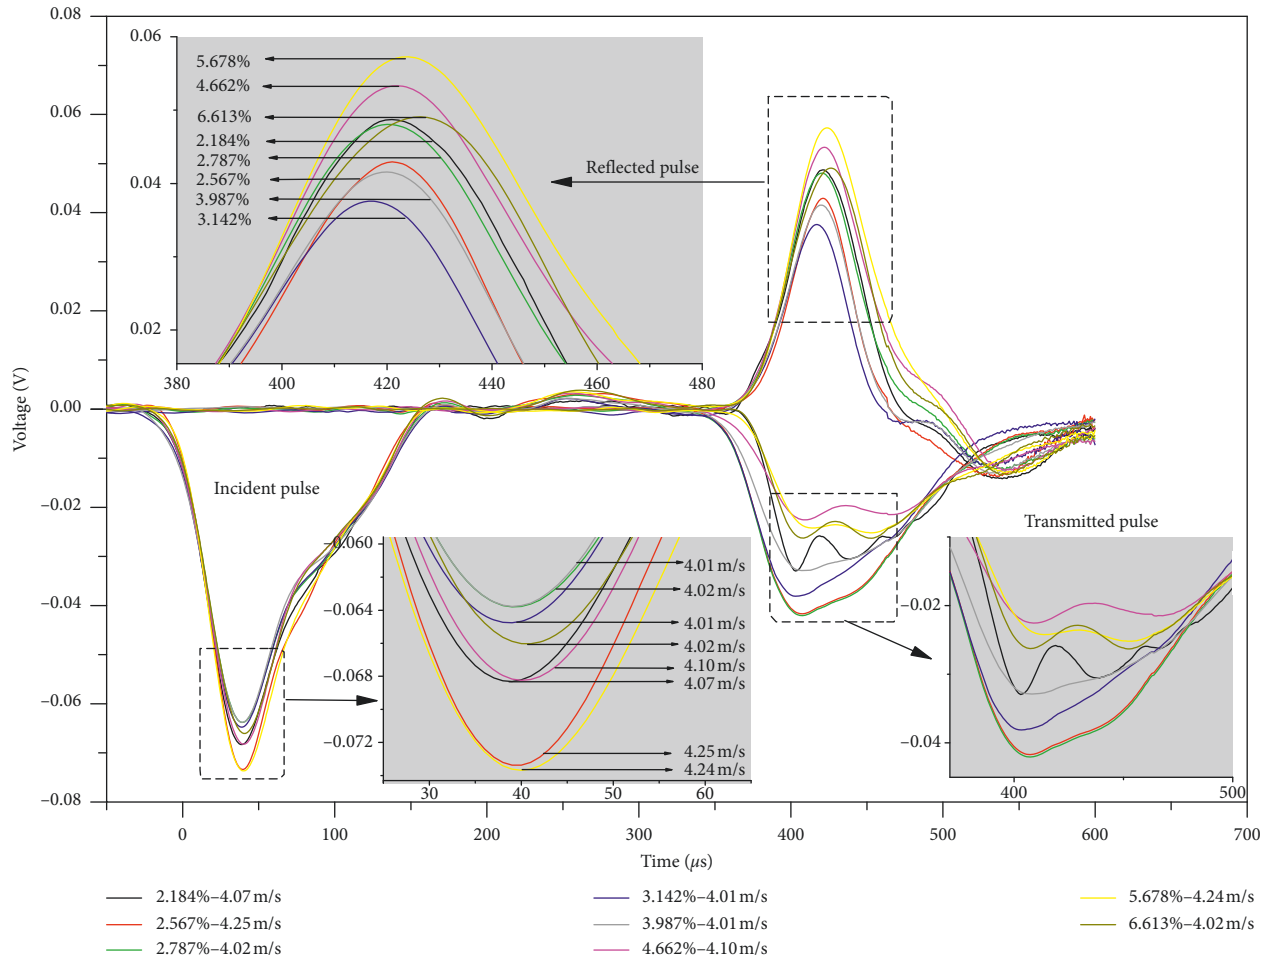 0.08
0.06
0.04
0.02
0.00
−0.02
−0.04
−0.06
−0.08
Voltage (V)
0.06
0.04
0.02
5.678%
4.662%
6.613%
2.184%
2.787%
2.567%
3.987%
3.142%
380
400
420
440
460
480
Reflected pulse
Incident pulse
−0.060
−0.064
−0.068
−0.072
4.01 m/s
4.02 m/s
4.01 m/s
4.02 m/s
4.10 m/s
4.07 m/s
4.25 m/s
4.24 m/s
30
40
50
60
Transmitted pulse
−0.02
−0.04
400
500
0
100
200
300
400
500
600
700
Time (μs)
2.184%–4.07 m/s
2.567%–4.25 m/s
2.787%–4.02 m/s
3.142%–4.01 m/s
3.987%–4.01 m/s
4.662%–4.10 m/s
5.678%–4.24 m/s
6.613%–4.02 m/s